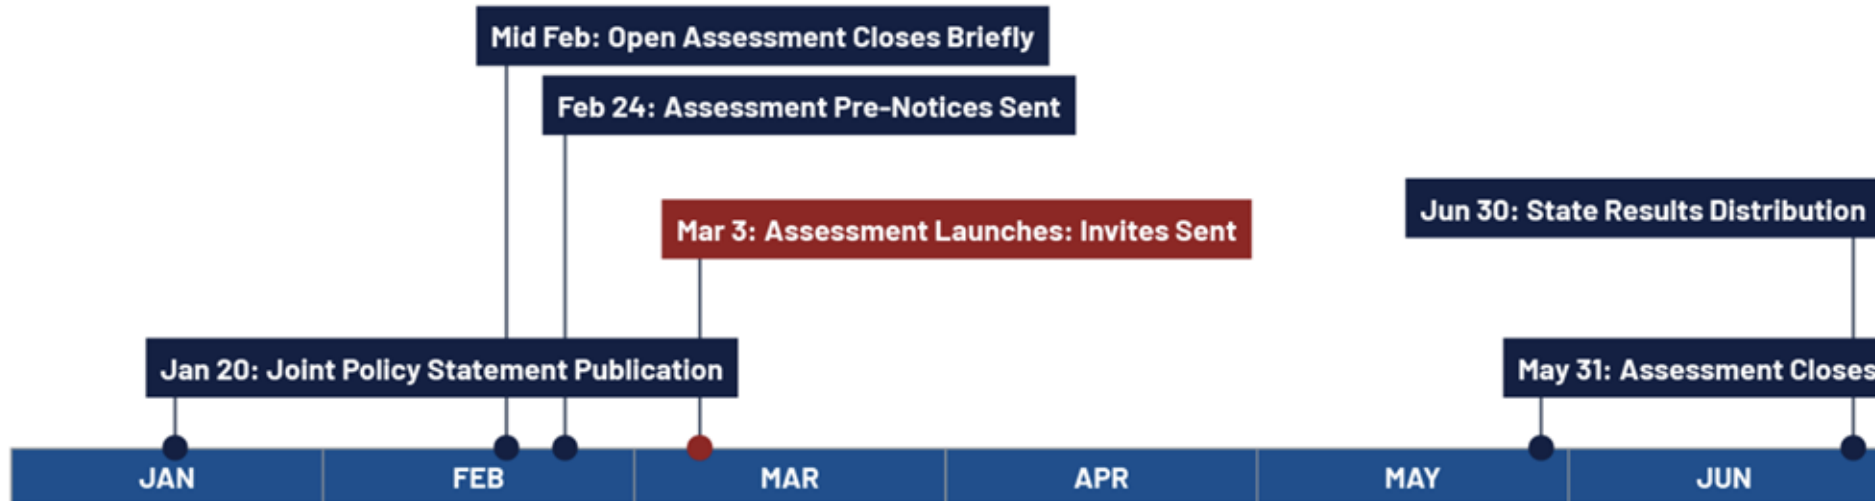 Mid Feb: Open Assessment Closes Briefly
Feb 24: Assessment Pre-Notices Sent
Jun 30: State Results Distribution
Mar 3: Assessment Launches: Invites Sent
Jan 20: Joint Policy Statement Publication
May 31: Assessment Closes
JAN FEB MAR APR MAY JUN